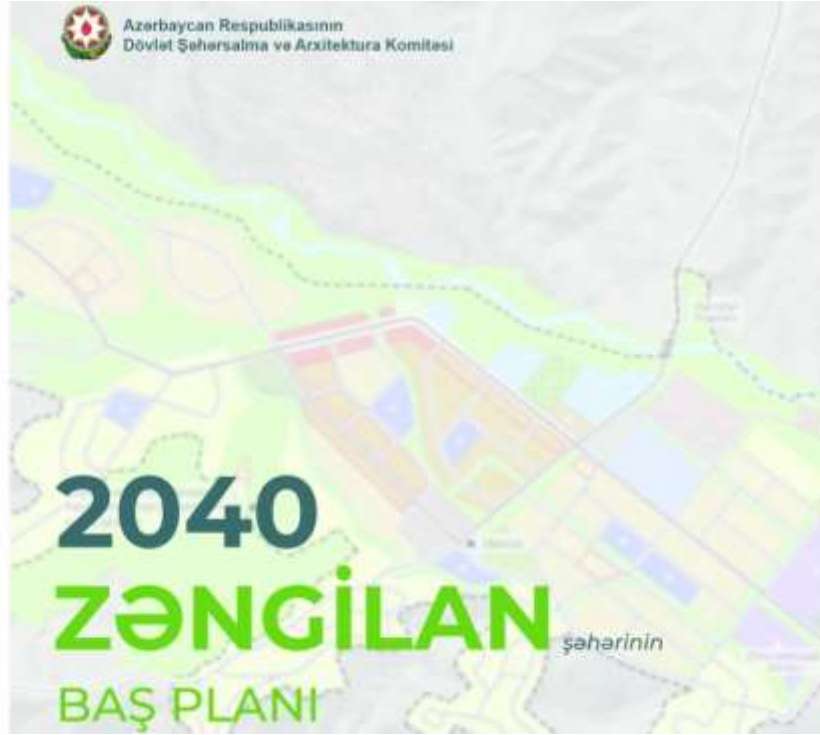 Azərbaycan Respublikasının
Dövlət Şəhərsalma və Arxitektura Komitəsi
2040
ZƏNGİLAN şəhərinin
BAŞ PLANI